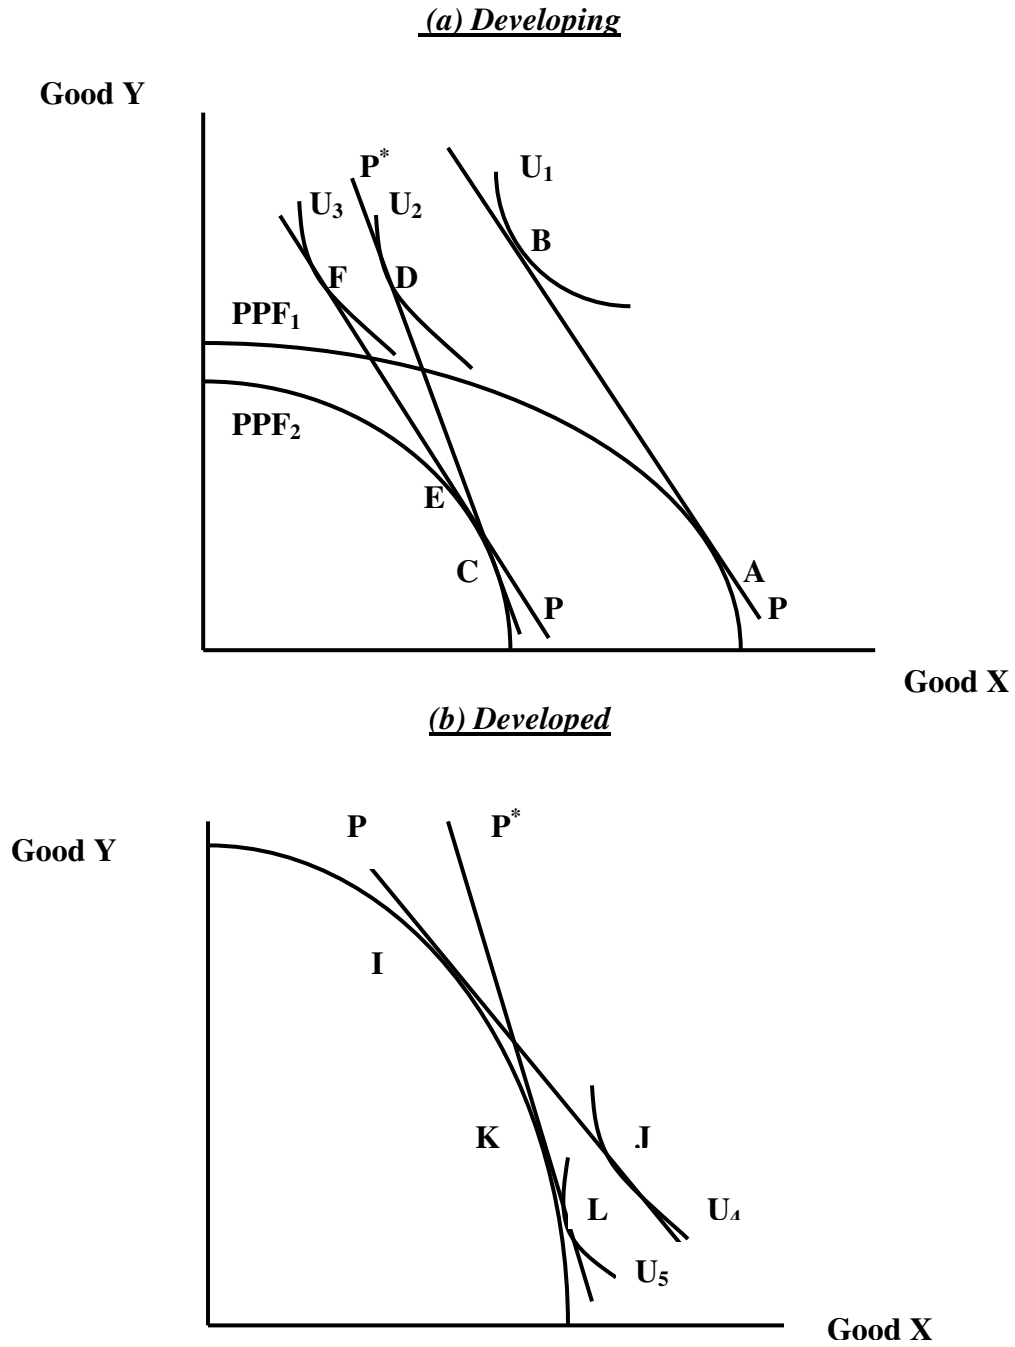 (a) Developing
Good Y
P*
U1
U3
U2
B
F
D
PPF1
PPF2
E
C
A
P
P
Good X
(b) Developed
P
P*
Good Y
I
K
J
L
U4
U5
Good X